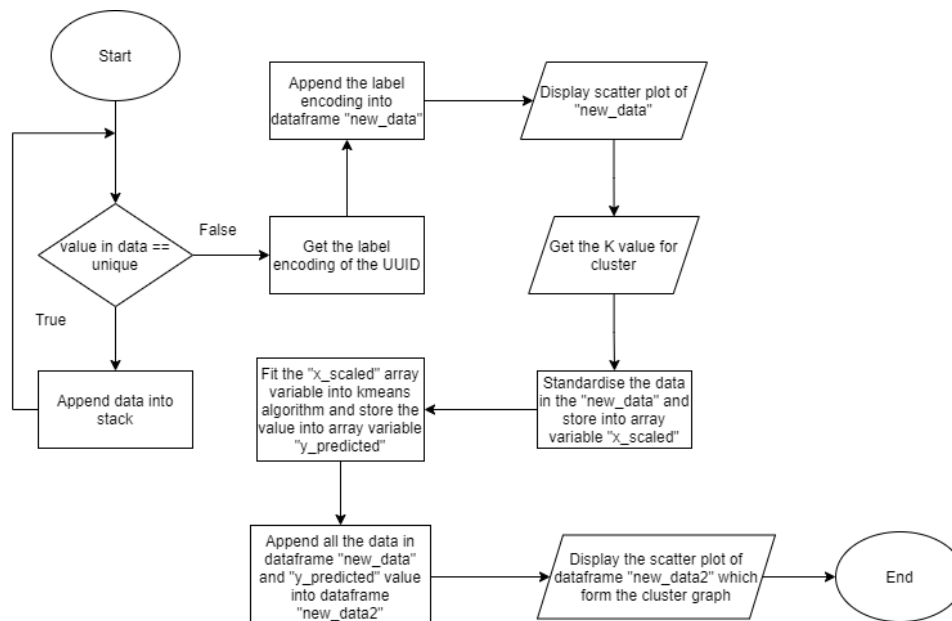 Start
value in data ==
unique
False
True
Append data into
stack
Get the label
encoding of the UUID
Append the label
encoding into
dataframe "new_data"
Display scatter plot of
"new_data"
Get the K value for
cluster
Standardise the data
in the "new_data" and
store into array
variable "x_scaled"
Fit the "x_scaled" array
variable into kmeans
algorithm and store the
value into array variable
"y_predicted"
Append all the data in
dataframe "new_data"
and "y_predicted" value
into dataframe
"new_data2"
Display the scatter plot of
dataframe "new_data2" which
form the cluster graph
End